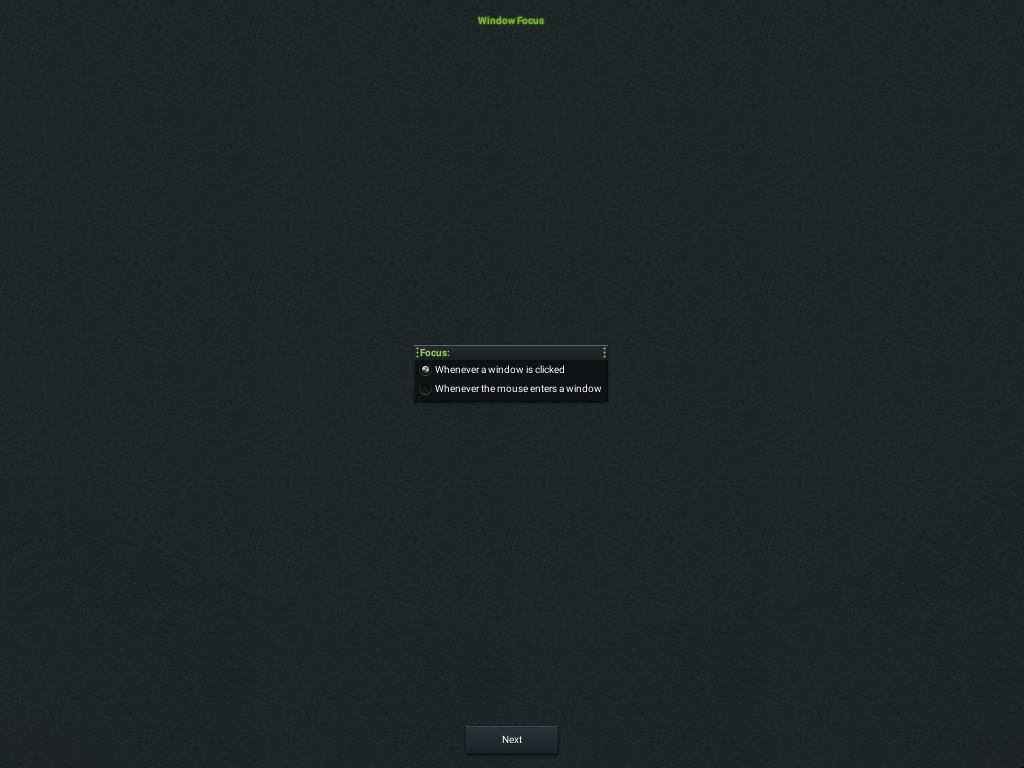 Window Focus
Focus:
Whenever a window is clicked
Whenever the mouse enters a window
Next